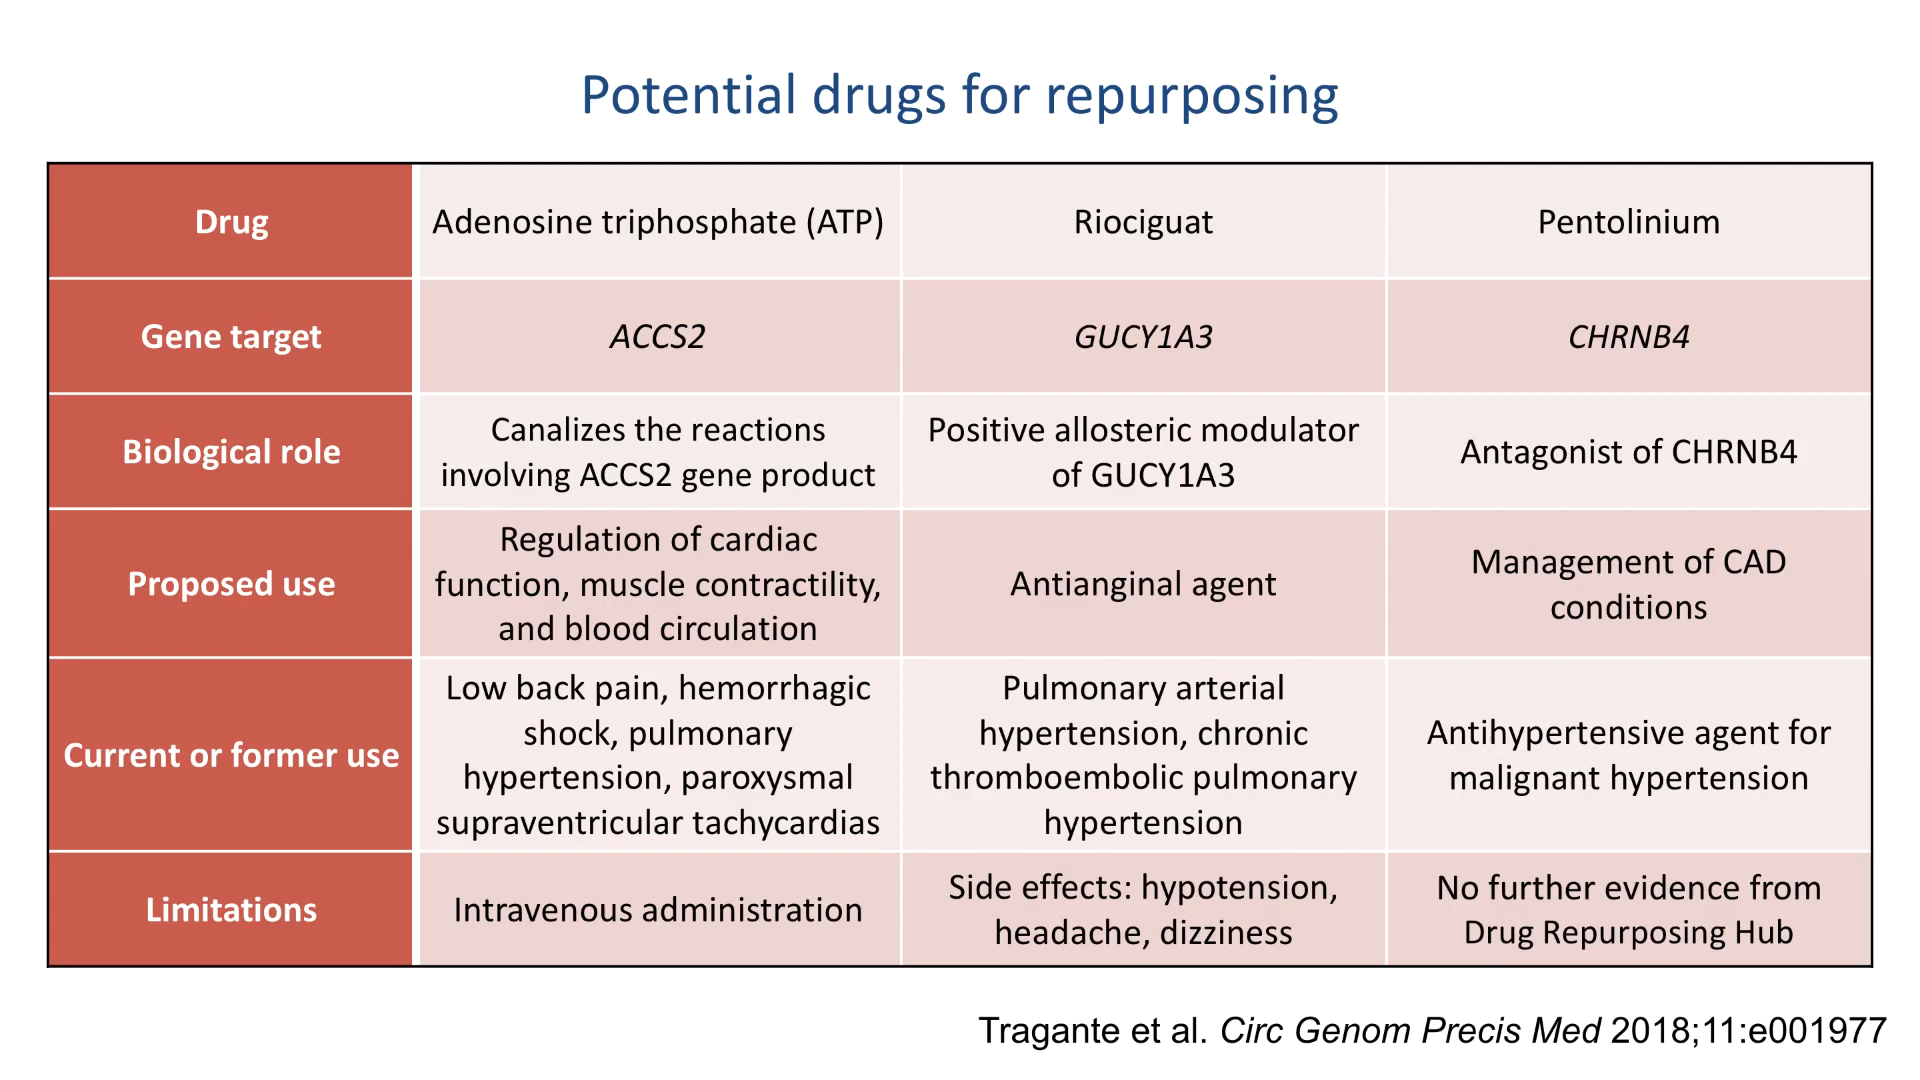 Potential drugs for repurposing
Drug
Adenosine triphosphate (ATP)
Riociguat
Pentolinium
Gene target
ACCS2
GUCY1A3
CHRNB4
Biological role
Canalizes the reactions
involving ACCS2 gene product
Positive allosteric modulator
of GUCY1A3
Antagonist of CHRNB4
Proposed use
Regulation of cardiac
function, muscle contractility,
and blood circulation
Antianginal agent
Management of CAD
conditions
Current or former use
Low back pain, hemorrhagic
shock, pulmonary
hypertension, paroxysmal
supraventricular tachycardias
Pulmonary arterial
hypertension, chronic
thromboembolic pulmonary
hypertension
Antihypertensive agent for
malignant hypertension
Limitations
Intravenous administration
Side effects: hypotension,
headache, dizziness
No further evidence from
Drug Repurposing Hub
Tragante et al. Circ Genom Precis Med 2018;11:e001977